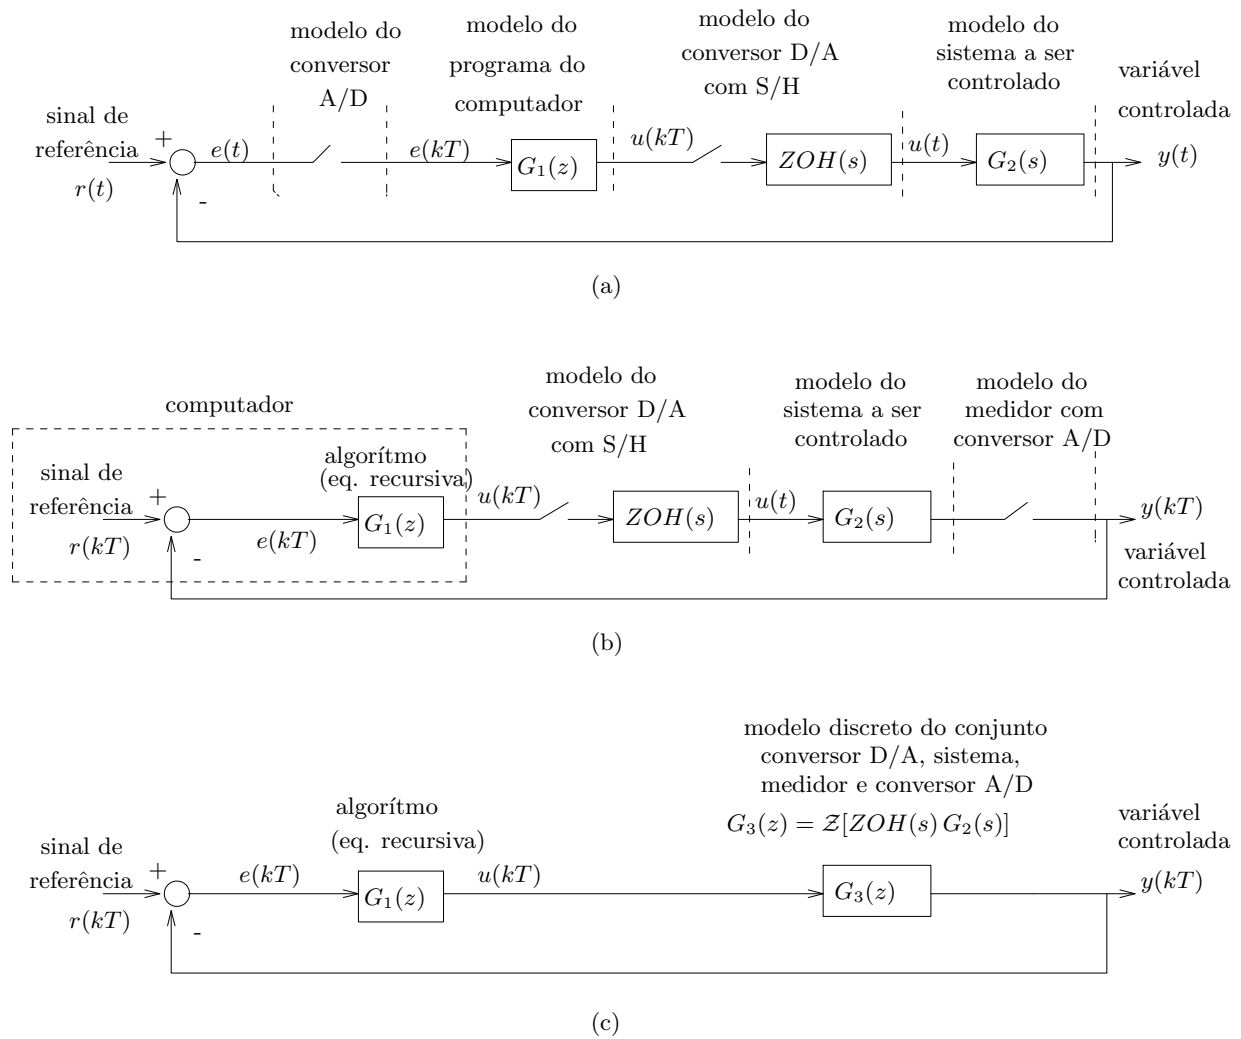 modelo do
conversor
A/D
modelo do
programa do
computador
modelo do
conversor D/A
com S/H
modelo do
sistema a ser
controlado
variável
controlada
sinal de
referência
r(t)
+
-
e(t)
e(kT)
G₁(z)
u(kT)
ZOH(s)
u(t)
G₂(s)
y(t)
(a)
computador
modelo do
conversor D/A
com S/H
modelo do
sistema a ser
controlado
modelo do
medidor com
conversor A/D
sinal de
referência
r(kT)
+
-
e(kT)
algorítmo
(eq. recursiva)
G₁(z)
u(kT)
ZOH(s)
u(t)
G₂(s)
y(kT)
variável
controlada
(b)
modelo discreto do conjunto
conversor D/A, sistema,
medidor e conversor A/D
G₃(z) = Z[ZOH(s) G₂(s)]
algorítmo
(eq. recursiva)
variável
controlada
sinal de
referência
r(kT)
+
-
e(kT)
G₁(z)
u(kT)
G₃(z)
y(kT)
(c)